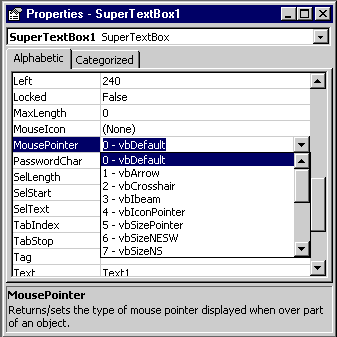 Properties - SuperTextBox1
SuperTextBox1 SuperTextBox
Alphabetic Categorized
Left 240
Locked False
MaxLength 0
MouseIcon (None)
MousePointer 0 - vbDefault
PasswordChar 0 - vbDefault
SelLength 1 - vbArrow
SelStart 2 - vbCrosshair
SelText 3 - vbIbeam
TabIndex 4 - vbIconPointer
TabStop 5 - vbSizePointer
Tag 6 - vbSizeNESW
7 - vbSizeNS
Text Text1
MousePointer
Returns/sets the type of mouse pointer displayed when over part
of an object.